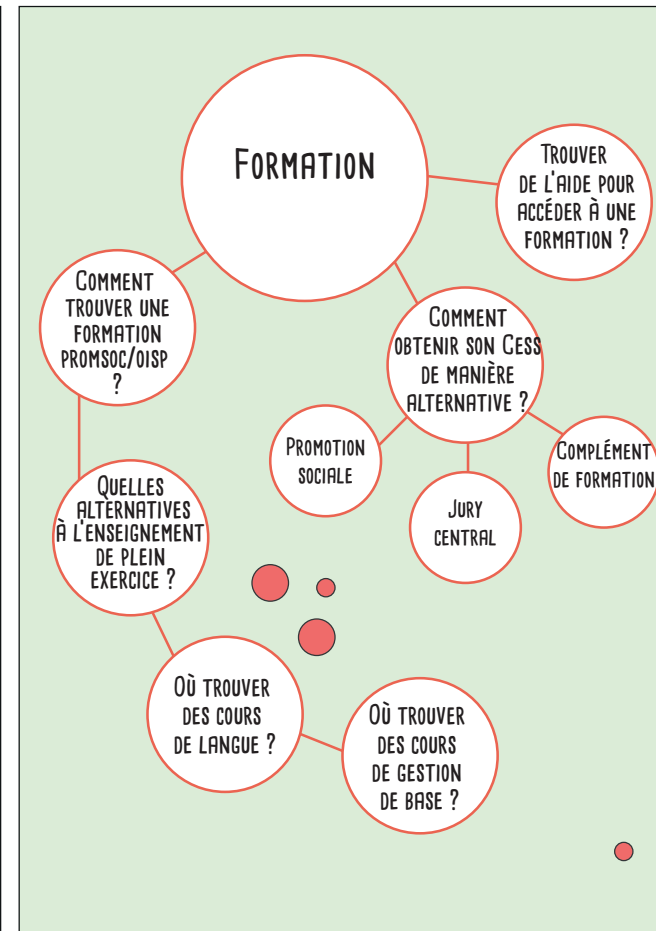 Formation
Trouver
de l'aide pour
accéder à une
formation ?
Comment
trouver une
formation
promsoc/oisp
?
Comment
obtenir son Cess
de manière
alternative ?
Promotion
sociale
Jury
central
Complément
de formation
Quelles
alternatives
à l'enseignement
de plein
exercice ?
Où trouver
des cours
de langue ?
Où trouver
des cours
de gestion
de base ?